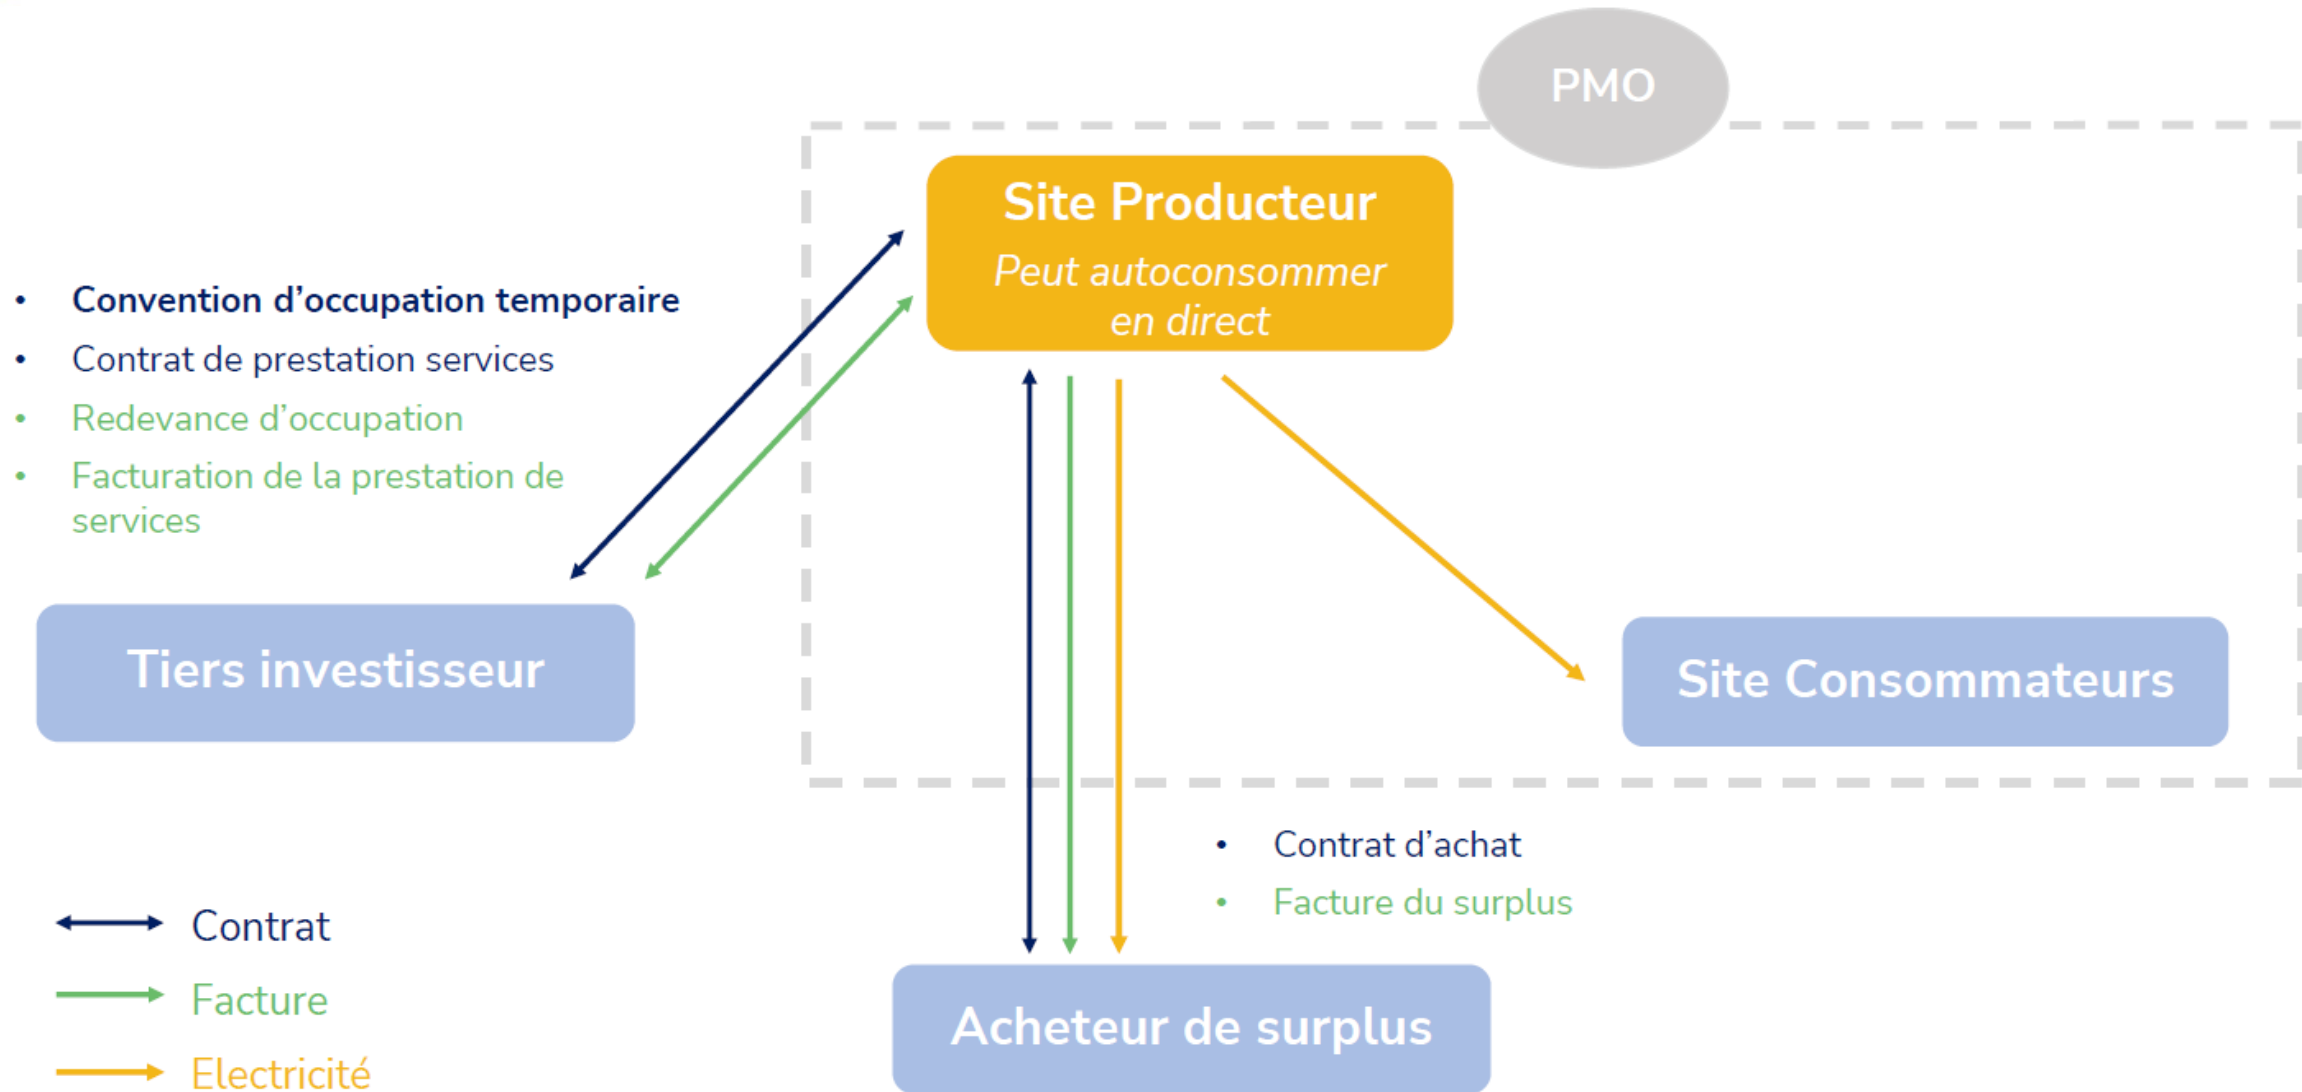 PMO
Site Producteur
Peut autoconsommer
en direct
• Convention d’occupation temporaire
• Contrat de prestation services
• Redevance d’occupation
• Facturation de la prestation de
services
Tiers investisseur
Site Consommateurs
• Contrat d’achat
• Facture du surplus
Acheteur de surplus
Contrat
Facture
Electricité